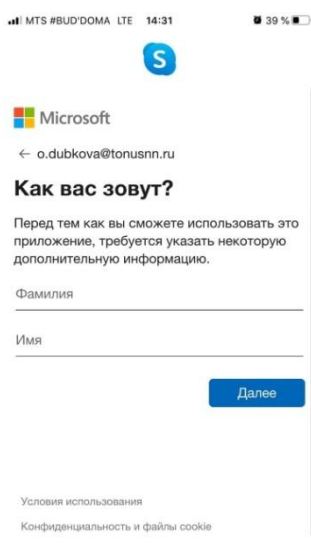 MTS #BUD'DOMA LTE 14:31 39 %
S
Microsoft
← o.dubkova@tonusnn.ru
Как вас зовут?
Перед тем как вы сможете использовать это
приложение, требуется указать некоторую
дополнительную информацию.
Фамилия
Имя
Далее
Условия использования
Конфиденциальность и файлы cookie